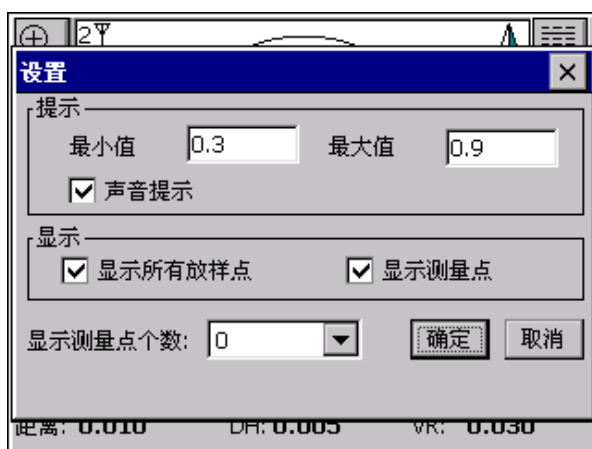 2
设置
提示
最小值 0.3 最大值 0.9
声音提示
显示
显示所有放样点 显示测量点
显示测量点个数: 0 确定 取消
距离: 0.010 DH: 0.005 VR: 0.030